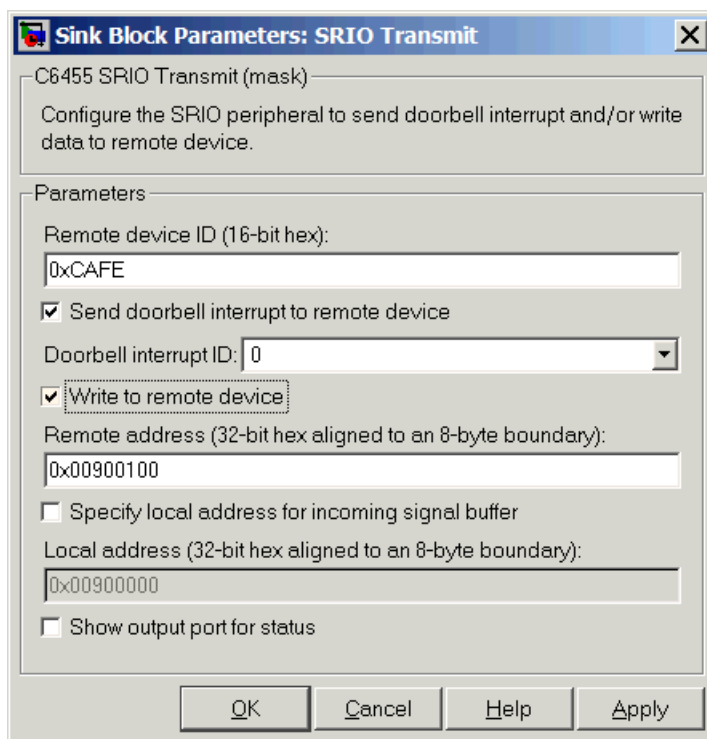 Sink Block Parameters: SRIO Transmit
C6455 SRIO Transmit (mask)
Configure the SRIO peripheral to send doorbell interrupt and/or write
data to remote device.
Parameters
Remote device ID (16-bit hex):
0xCAFE
Send doorbell interrupt to remote device
Doorbell interrupt ID: 0
Write to remote device
Remote address (32-bit hex aligned to an 8-byte boundary):
0x00900100
Specify local address for incoming signal buffer
Local address (32-bit hex aligned to an 8-byte boundary):
0x00900000
Show output port for status
OK Cancel Help Apply